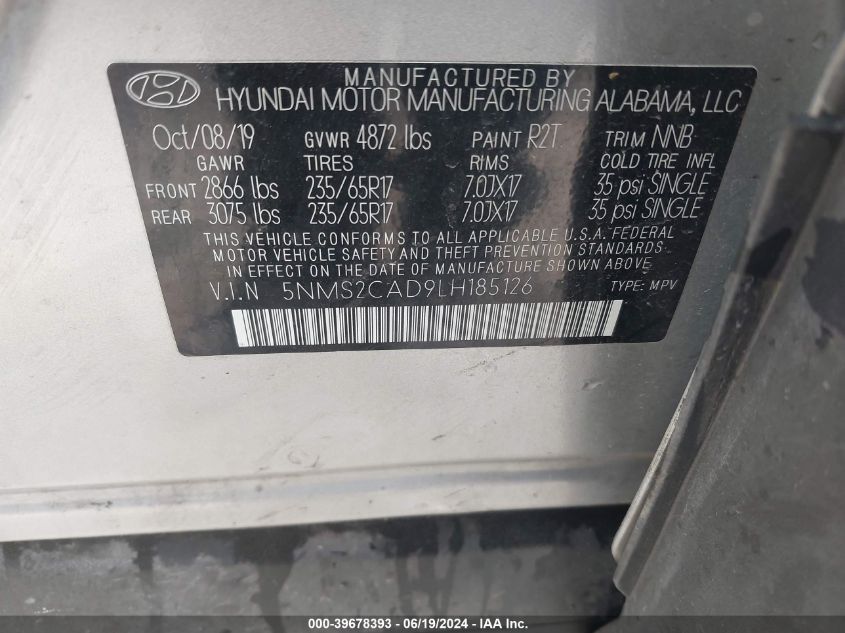 MANUFACTURED BY
HYUNDAI MOTOR MANUFACTURING ALABAMA, LLC
Oct/08/19 GVWR 4872 lbs PAINT R2T TRIM NNB
GAWR TIRES RIMS COLD TIRE INFL
FRONT 2866 lbs 235/65R17 7.0JX17 35 psi SINGLE
REAR 3075 lbs 235/65R17 7.0JX17 35 psi SINGLE
THIS VEHICLE CONFORMS TO ALL APPLICABLE U.S.A. FEDERAL
MOTOR VEHICLE SAFETY AND THEFT PREVENTION STANDARDS
IN EFFECT ON THE DATE OF MANUFACTURE SHOWN ABOVE.
V.I.N 5NMS2CAD9LH185126 TYPE: MPV
000-39678393 - 06/19/2024 - IAA Inc.